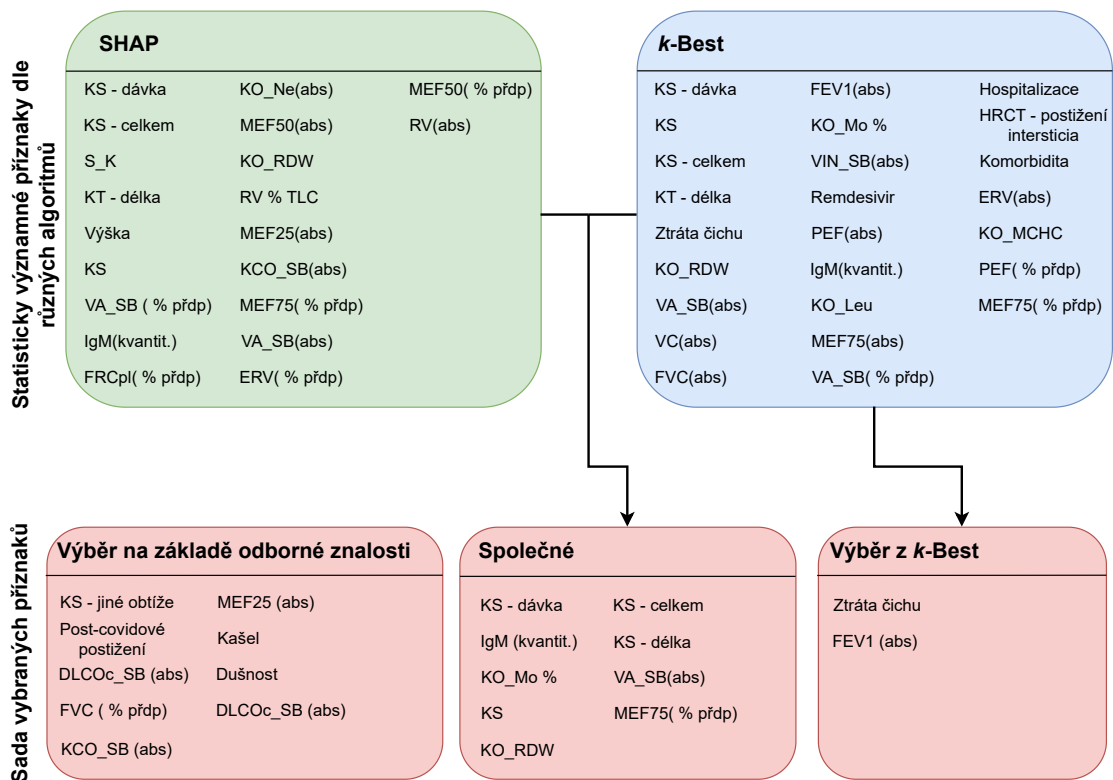 Statisticky významné příznaky dle
různých algoritmů
SHAP
KS - dávka
KS - celkem
S_K
KT - délka
Výška
KS
VA_SB ( % přdp)
IgM(kvantit.)
FRCpl( % přdp)
KO_Ne(abs)
MEF50(abs)
KO_RDW
RV % TLC
MEF25(abs)
KCO_SB(abs)
MEF75( % přdp)
VA_SB(abs)
ERV( % přdp)
MEF50( % přdp)
RV(abs)
k-Best
KS - dávka
KS
KS - celkem
KT - délka
Ztráta čichu
KO_RDW
VA_SB(abs)
VC(abs)
FVC(abs)
FEV1(abs)
KO_Mo %
VIN_SB(abs)
Remdesivir
PEF(abs)
IgM(kvantit.)
KO_Leu
MEF75(abs)
VA_SB( % přdp)
Hospitalizace
HRCT - postižení
intersticia
Komorbidita
ERV(abs)
KO_MCHC
PEF( % přdp)
MEF75( % přdp)
Sada vybraných příznaků
Výběr na základě odborné znalosti
KS - jiné obtíže
Post-covidové
postižení
DLCOc_SB (abs)
FVC ( % přdp)
KCO_SB (abs)
MEF25 (abs)
Kašel
Dušnost
DLCOc_SB (abs)
Společné
KS - dávka
IgM (kvantit.)
KO_Mo %
KS
KO_RDW
KS - celkem
KS - délka
VA_SB(abs)
MEF75( % přdp)
Výběr z k-Best
Ztráta čichu
FEV1 (abs)